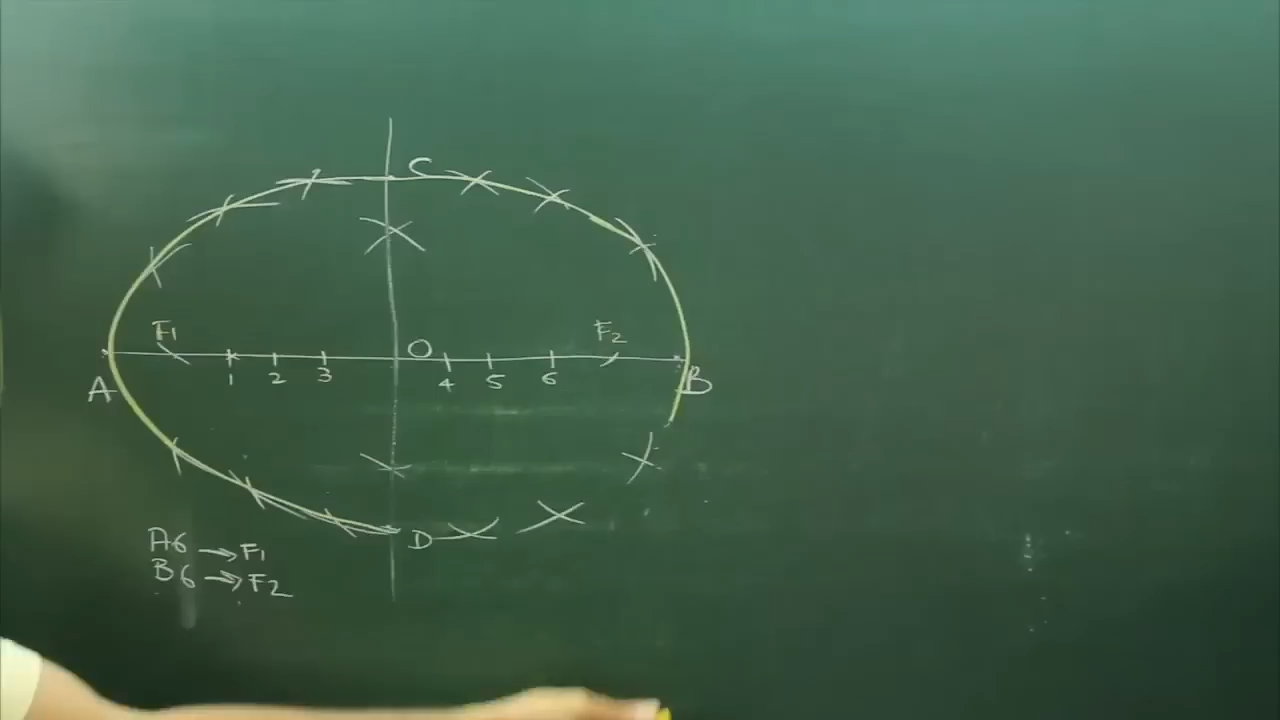 C
F1 O F2
A 1 2 3 4 5 6 B
D
A6 → F1
B6 → F2